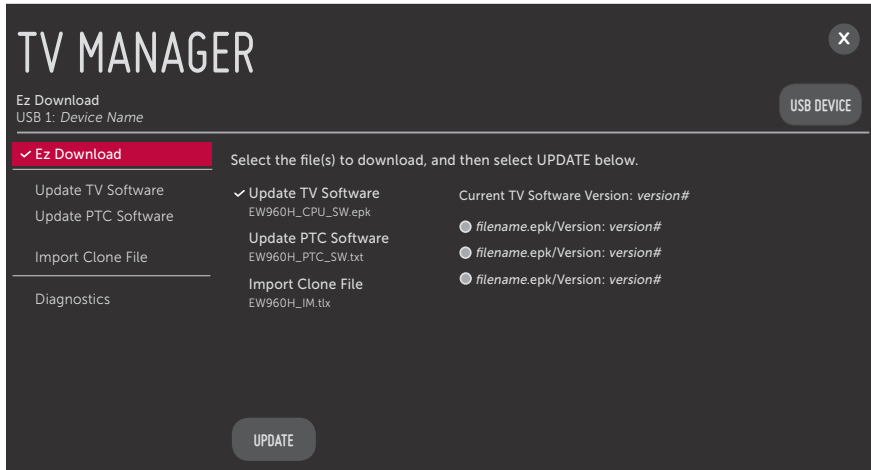 TV MANAGER
X
Ez Download
USB 1: Device Name
USB DEVICE
Ez Download
Update TV Software
Update PTC Software
Import Clone File
Diagnostics
Select the file(s) to download, and then select UPDATE below.
Update TV Software
EW960H_CPU_SW.epk
Update PTC Software
EW960H_PTC_SW.txt
Import Clone File
EW960H_IM.tlx
Current TV Software Version: version#
filename.epk/Version: version#
filename.epk/Version: version#
filename.epk/Version: version#
UPDATE